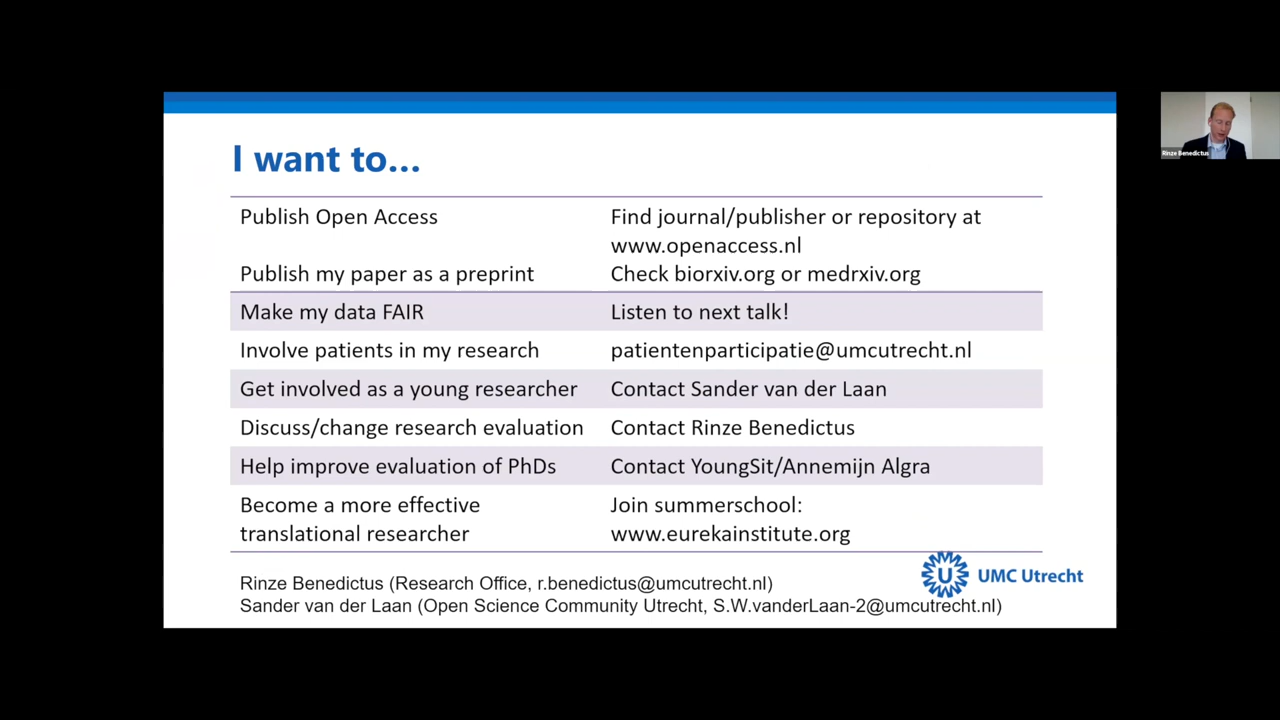 I want to...
Publish Open Access
Find journal/publisher or repository at
www.openaccess.nl
Publish my paper as a preprint
Check biorxiv.org or medrxiv.org
Make my data FAIR
Listen to next talk!
Involve patients in my research
patientenparticipatie@umcutrecht.nl
Get involved as a young researcher
Contact Sander van der Laan
Discuss/change research evaluation
Contact Rinze Benedictus
Help improve evaluation of PhDs
Contact YoungSit/Annemijn Algra
Become a more effective
translational researcher
Join summerschool:
www.eurekainstitute.org
Rinze Benedictus (Research Office, r.benedictus@umcutrecht.nl)
Sander van der Laan (Open Science Community Utrecht, S.W.vanderLaan-2@umcutrecht.nl)
U UMC Utrecht
Rinze Benedictus